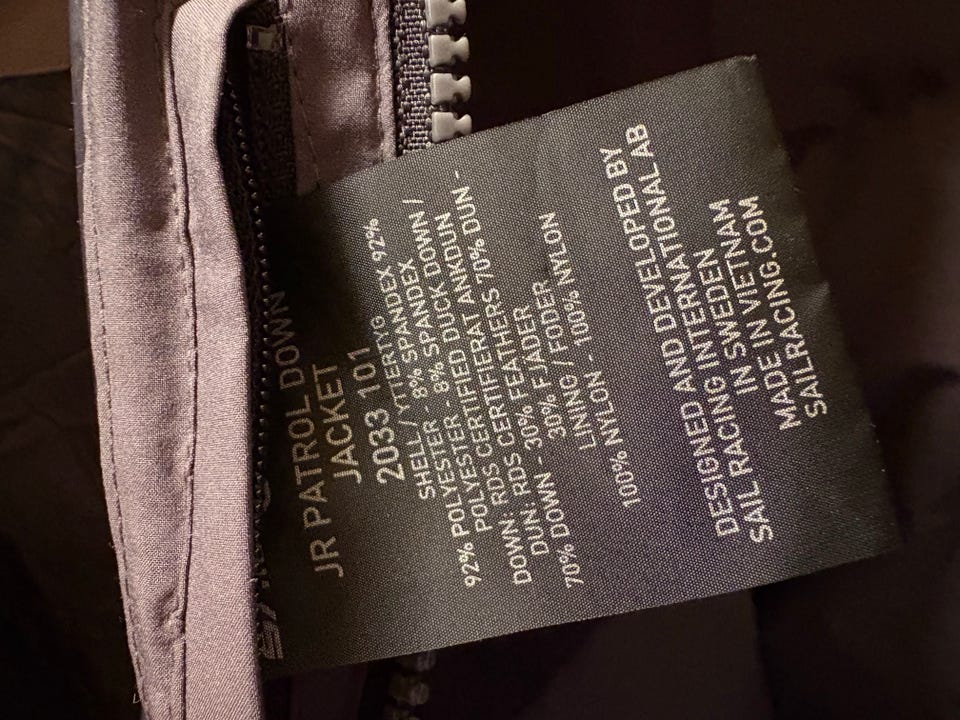 JR PATROL DOWN
JACKET
2033 101
SHELL / YTTERTYG
92% POLYESTER - 8% SPANDEX 92%
POLYESTER - 8% SPANDEX
DOWN: RDS CERTIFIED DUCK DOWN /
DUN: RDS CERTIFIERAT ANKDUN -
70% DOWN - 30% FEATHERS 70% DUN -
30% FJÄDER
LINING / FODER
100% NYLON - 100% NYLON
DESIGNED AND DEVELOPED BY
SAIL RACING INTERNATIONAL AB
IN SWEDEN
MADE IN VIETNAM
SAILRACING.COM